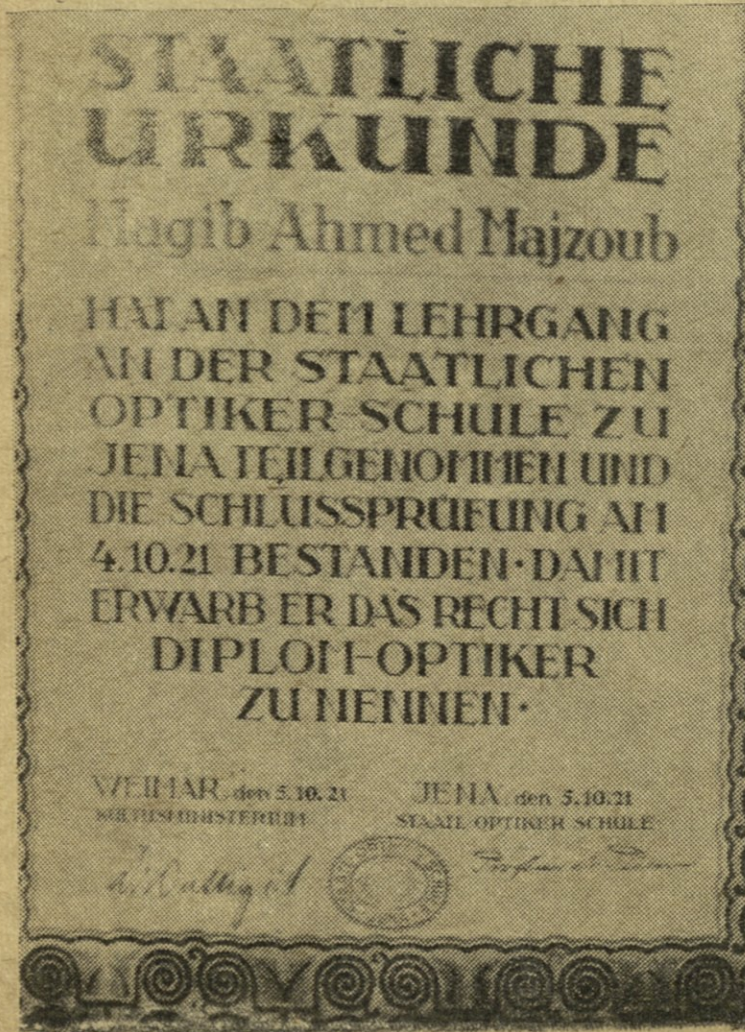 STAATLICHE
URKUNDE
Nagib Ahmed Majzoub
HAT AN DEM LEHRGANG
AN DER STAATLICHEN
OPTIKER-SCHULE ZU
JENA TEILGENOMMEN UND
DIE SCHLUSSPRÜFUNG AM
4.10.21 BESTANDEN · DAMIT
ERWARB ER DAS RECHT SICH
DIPLOM-OPTIKER
ZU NENNEN ·
WEIMAR, den 5.10.21
KULTUSMINISTERIUM
JENA, den 5.10.21
STAATL. OPTIKER SCHULE